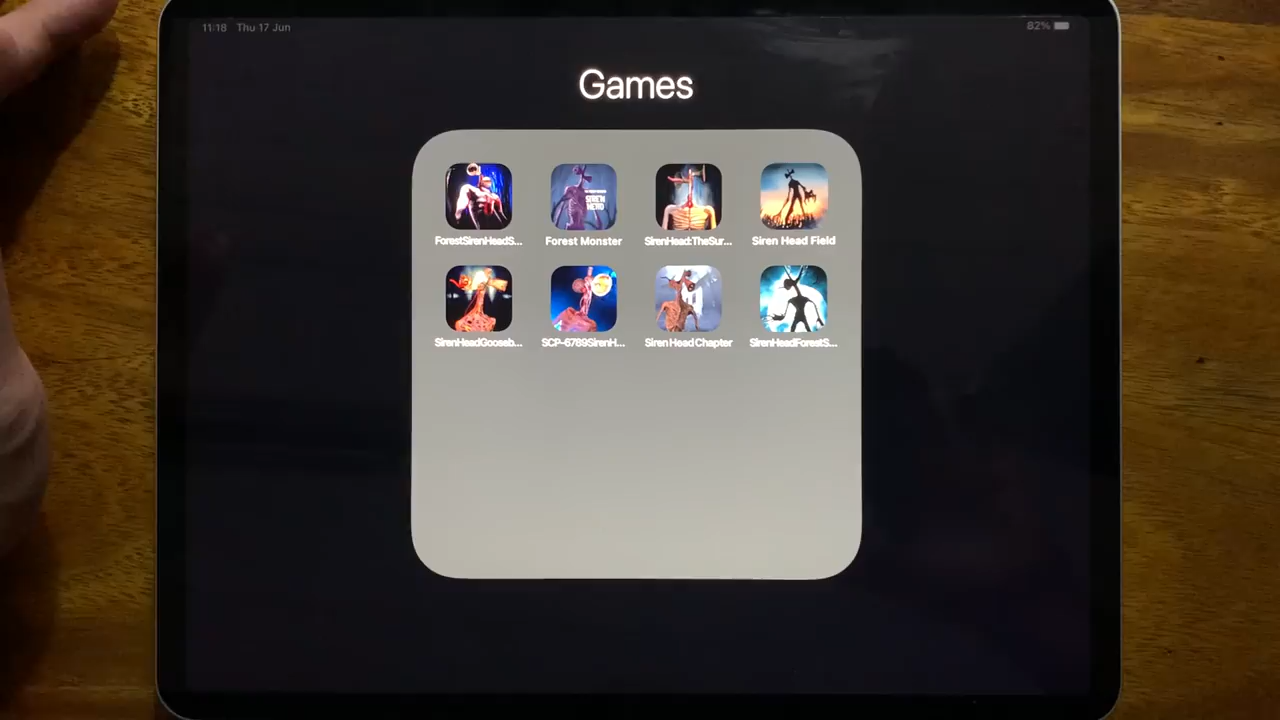 11:18 Thu 17 Jun
82%
Games
ForestSirenHeadS...
Forest Monster
SirenHead:TheSur...
Siren Head Field
SIREN
HEAD
SirenHeadGooseb...
SCP-6789SirenH...
Siren Head Chapter
SirenHeadForestS...